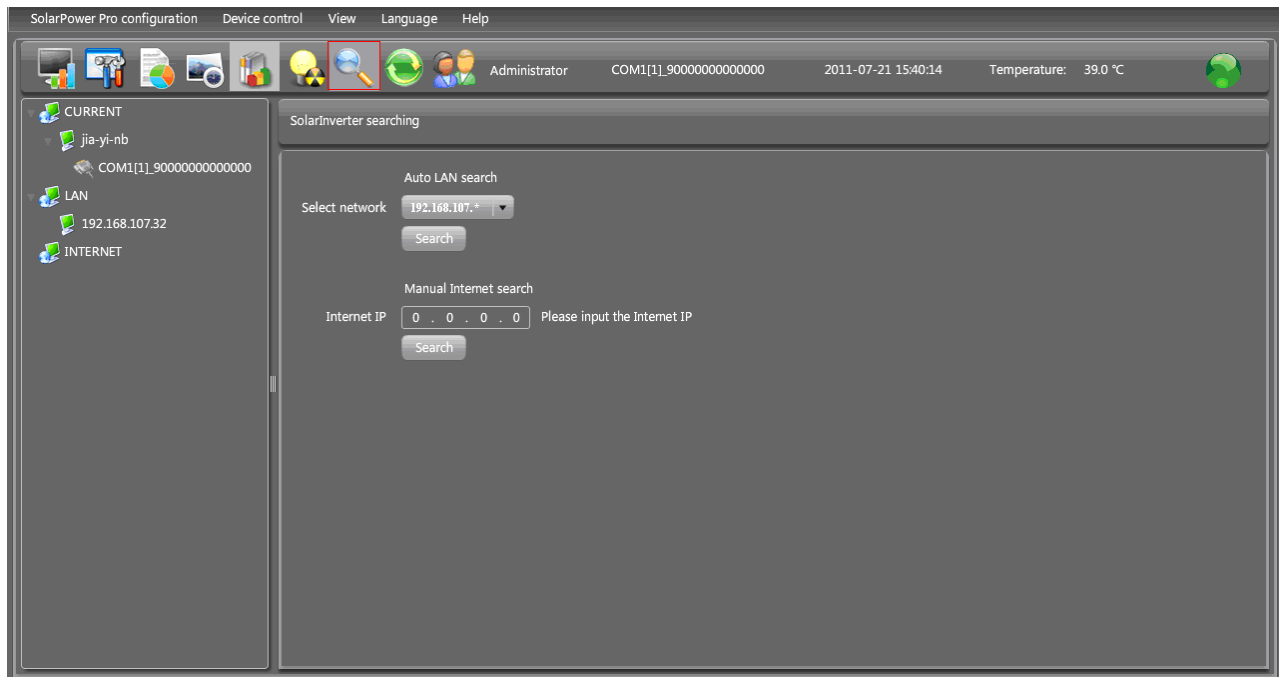 SolarPower Pro configuration Device control View Language Help
Administrator COM1[1]_90000000000000 2011-07-21 15:40:14 Temperature: 39.0 ℃
CURRENT
jia-yi-nb
COM1[1]_90000000000000
LAN
192.168.107.32
INTERNET
SolarInverter searching
Auto LAN search
Select network 192.168.107.*
Search
Manual Internet search
Internet IP 0 . 0 . 0 . 0 Please input the Internet IP
Search